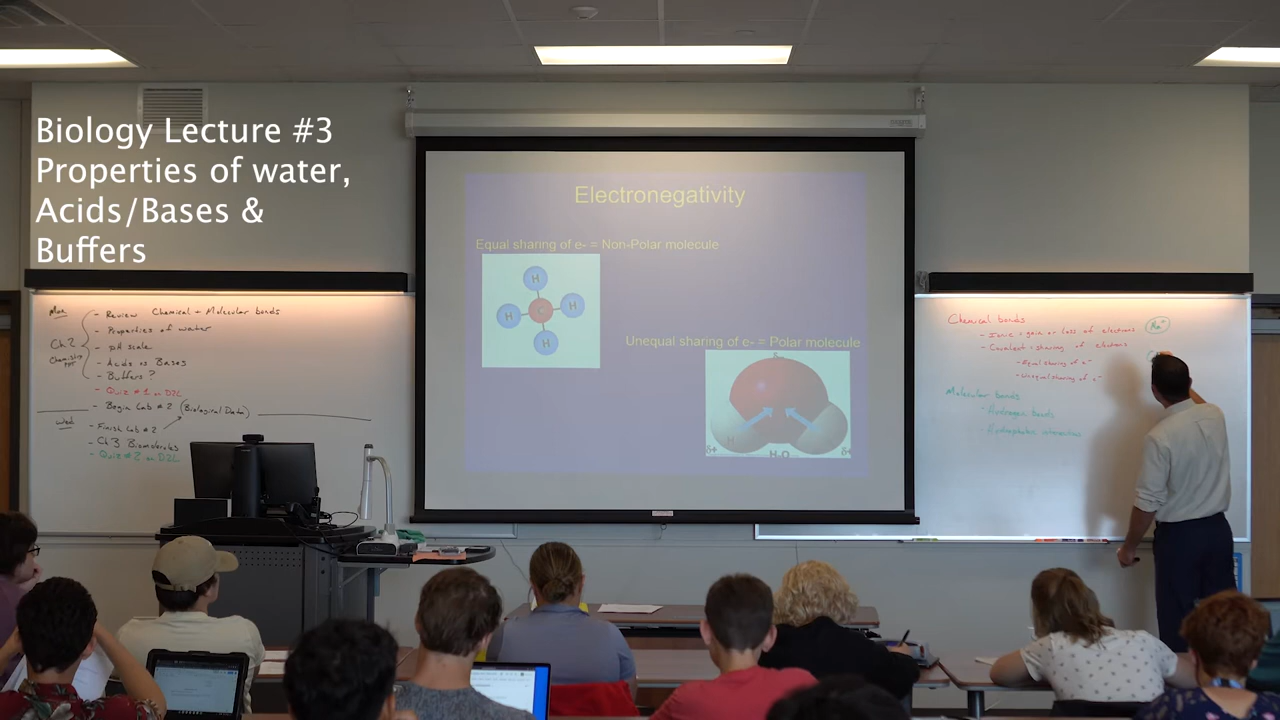 Biology Lecture #3
Properties of water,
Acids/Bases &
Buffers
Electronegativity
Equal sharing of e- = Non-Polar molecule
H
H
C
H
H
Unequal sharing of e- = Polar molecule
H
δ+
H2O
δ+
Mon
- Review Chemical + Molecular bonds
- Properties of water
Ch 2
- pH scale
- Acids vs Bases
- Buffers?
- Quiz #1 on D2L
- Begin Lab #2 (Biological Data)
Wed
- Finish Lab #2
- Ch 3 Biomolecules
- Quiz #2 on D2L
Chemical bonds
- Ionic = gain or loss of electrons
- Covalent = sharing of electrons
- Equal sharing of e-
- Unequal sharing of e-
Molecular bonds
- Hydrogen bonds
- Hydrophobic interactions
Na+